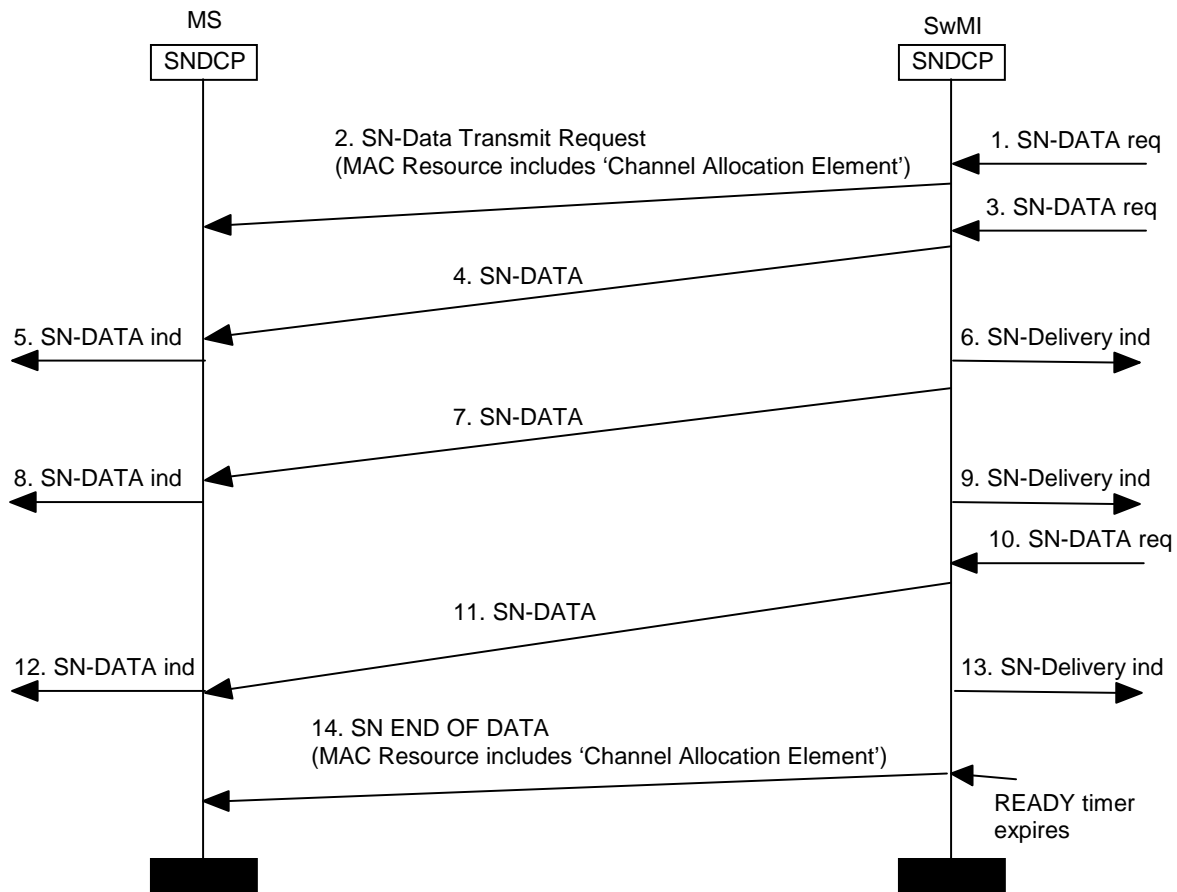 MS
SwMI
SNDCP
SNDCP
2. SN-Data Transmit Request
(MAC Resource includes ‘Channel Allocation Element’)
1. SN-DATA req
3. SN-DATA req
4. SN-DATA
5. SN-DATA ind
6. SN-Delivery ind
7. SN-DATA
8. SN-DATA ind
9. SN-Delivery ind
10. SN-DATA req
11. SN-DATA
12. SN-DATA ind
13. SN-Delivery ind
14. SN END OF DATA
(MAC Resource includes ‘Channel Allocation Element’)
READY timer
expires